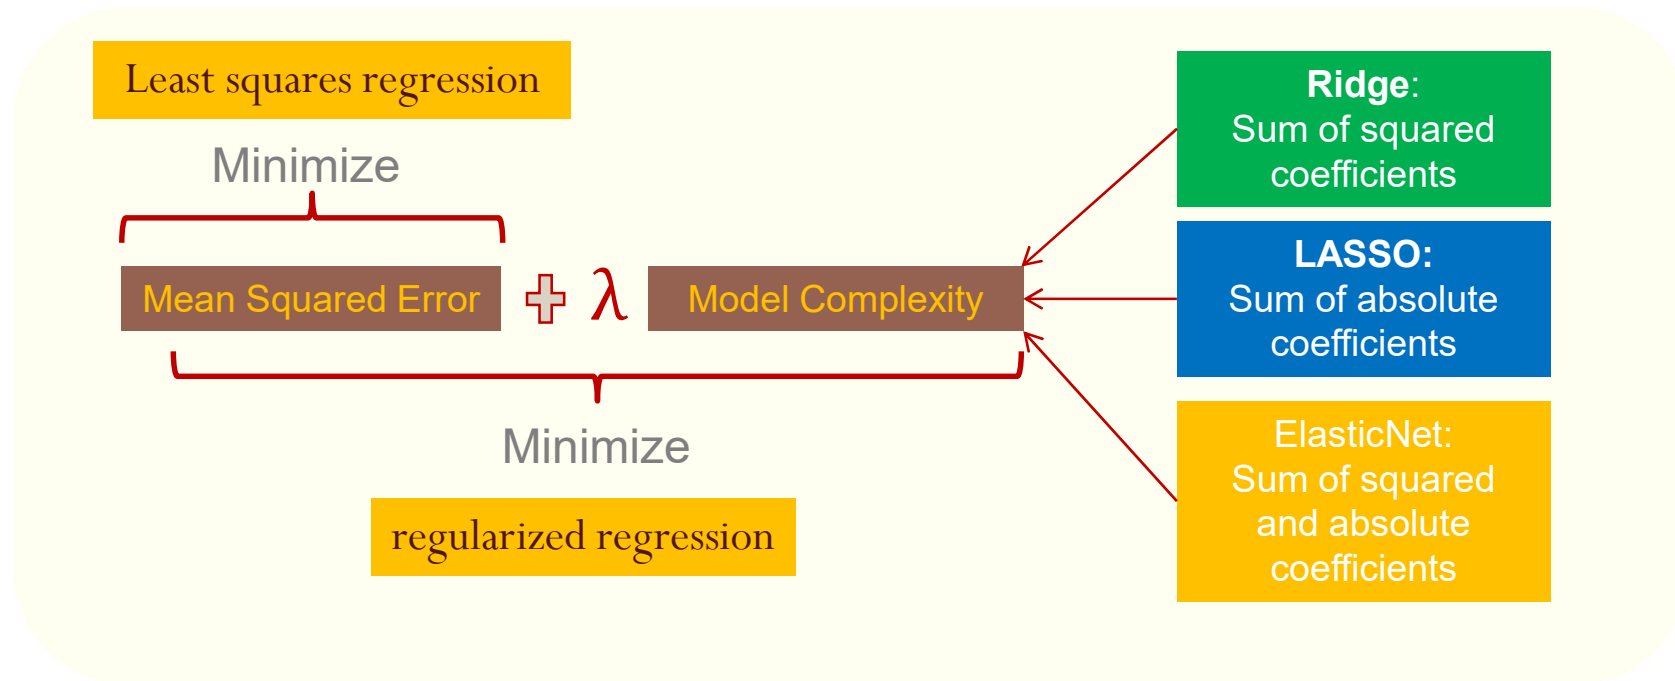 Least squares regression
Minimize
Mean Squared Error
λ
Model Complexity
Minimize
regularized regression
Ridge:
Sum of squared
coefficients
LASSO:
Sum of absolute
coefficients
ElasticNet:
Sum of squared
and absolute
coefficients